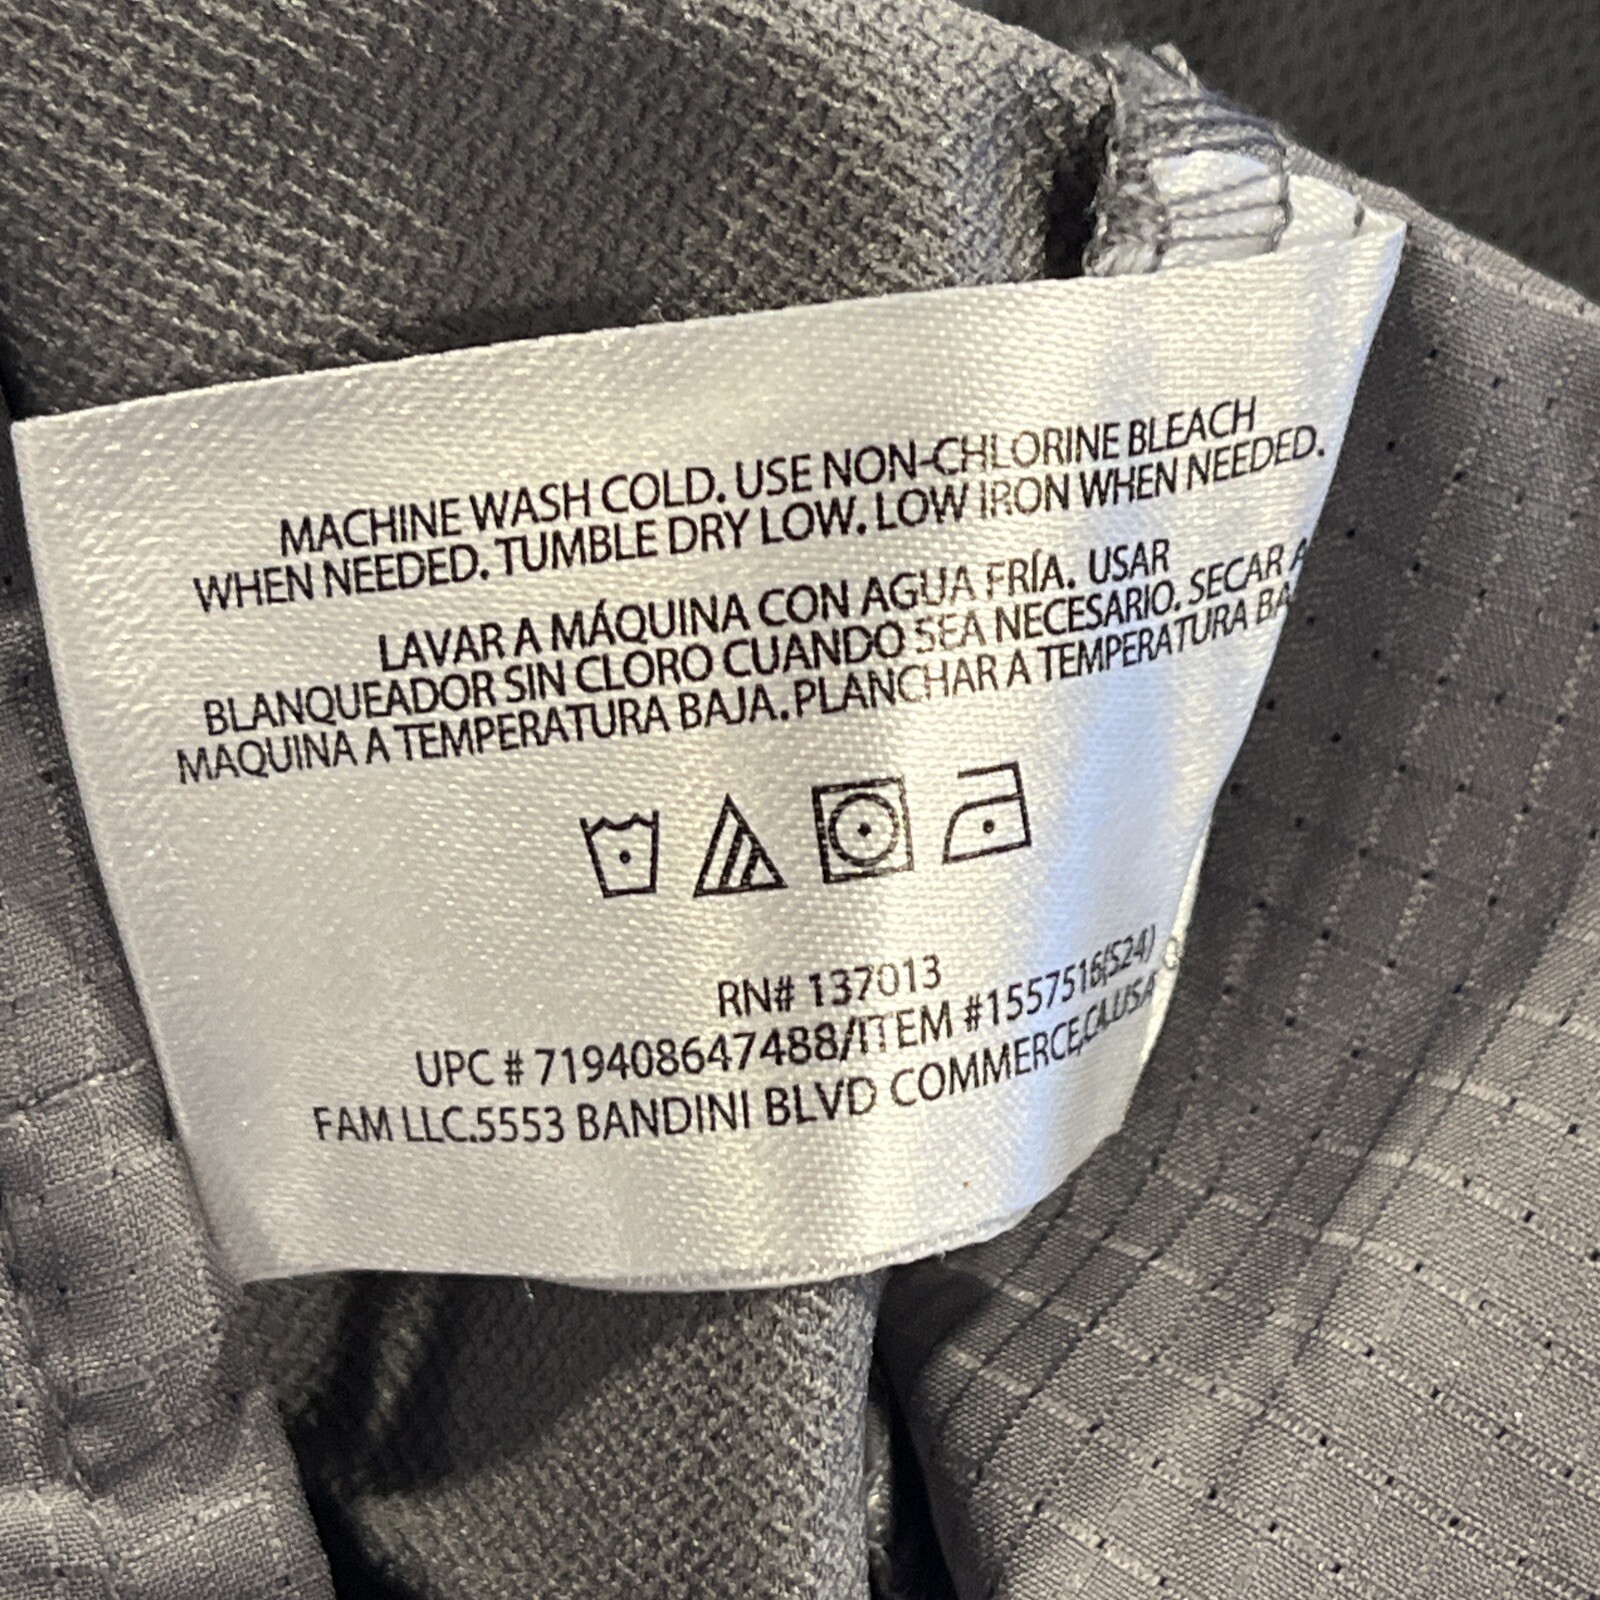 MACHINE WASH COLD. USE NON-CHLORINE BLEACH
WHEN NEEDED. TUMBLE DRY LOW. LOW IRON WHEN NEEDED.
LAVAR A MÁQUINA CON AGUA FRÍA. USAR
BLANQUEADOR SIN CLORO CUANDO SEA NECESARIO. SECAR A
MAQUINA A TEMPERATURA BAJA. PLANCHAR A TEMPERATURA
RN# 137013
UPC # 719408647488/ITEM #1557516(S24)
FAM LLC.5553 BANDINI BLVD COMMERCE,CA.USA